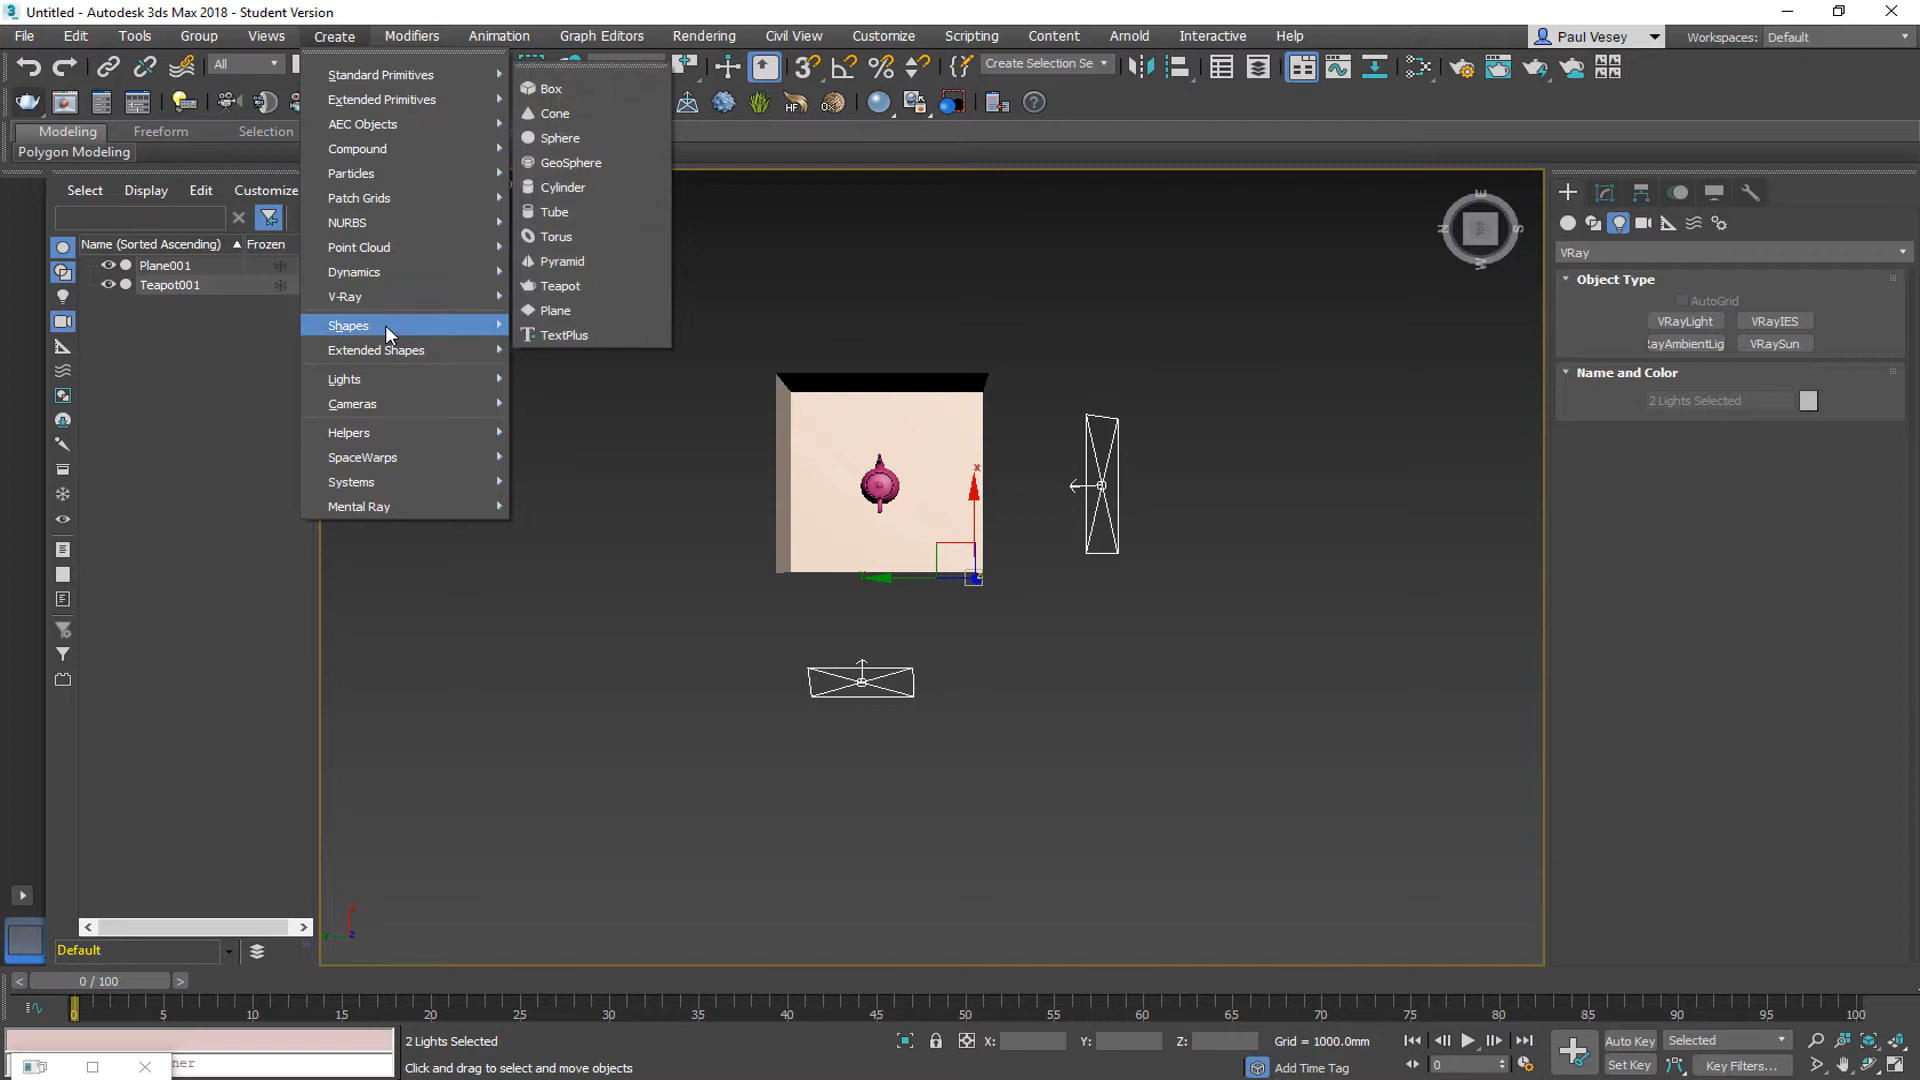 Untitled - Autodesk 3ds Max 2018 - Student Version
File Edit Tools Group Views Create Modifiers Animation Graph Editors Rendering Civil View Customize Scripting Content Arnold Interactive Help Paul Vesey Workspaces: Default
All Create Selection Se
Modeling Freeform Selection
Polygon Modeling
Select Display Edit Customize
Name (Sorted Ascending) Frozen
Plane001
Teapot001
Standard Primitives
Extended Primitives
AEC Objects
Compound
Particles
Patch Grids
NURBS
Point Cloud
Dynamics
V-Ray
Shapes
Extended Shapes
Lights
Cameras
Helpers
SpaceWarps
Systems
Mental Ray
Box
Cone
Sphere
GeoSphere
Cylinder
Tube
Torus
Pyramid
Teapot
Plane
TextPlus
E
N TOP S
W
x
VRay
Object Type
AutoGrid
VRayLight VRayIES
RayAmbientLig VRaySun
Name and Color
2 Lights Selected
Default
0 / 100
0 5 10 15 20 25 30 35 40 45 50 55 60 65 70 75 80 85 90 95 100
2 Lights Selected X: Y: Z: Grid = 1000.0mm Auto Key Selected
Click and drag to select and move objects Add Time Tag 0 Set Key Key Filters...